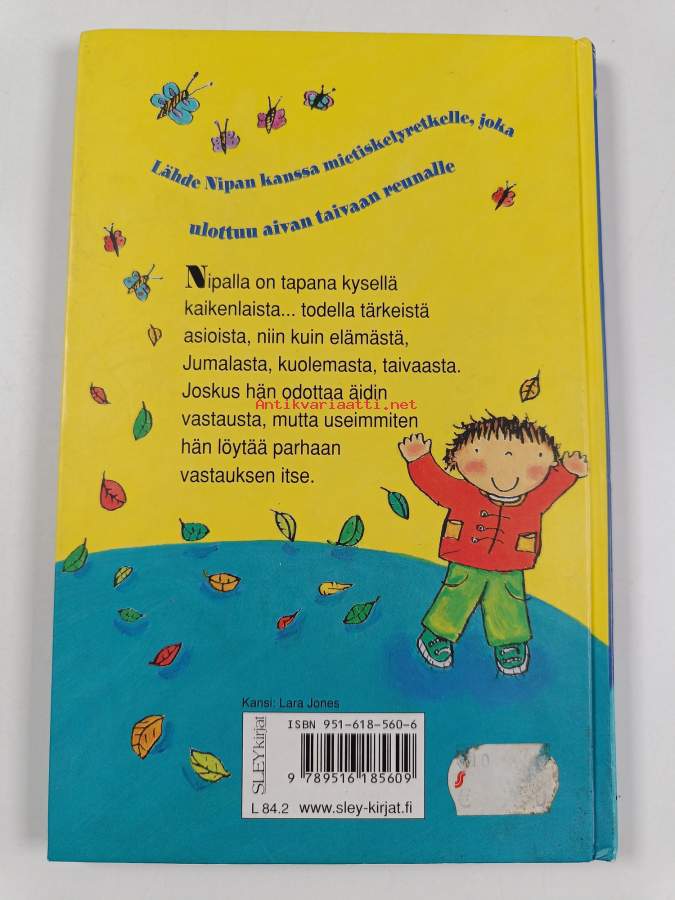 Lähde Nipan kanssa mietiskelyretkelle, joka
ulottuu aivan taivaan reunalle
Nipalla on tapana kysellä
kaikenlaista... todella tärkeistä
asioista, niin kuin elämästä,
Jumalasta, kuolemasta, taivaasta.
Joskus hän odottaa äidin
Antikvariaatti.net
vastausta, mutta useimmiten
hän löytää parhaan
vastauksen itse.
Kansi: Lara Jones
SLEYkirjat
ISBN 951-618-560-6
9 789516 185609
L 84.2 www.sley-kirjat.fi